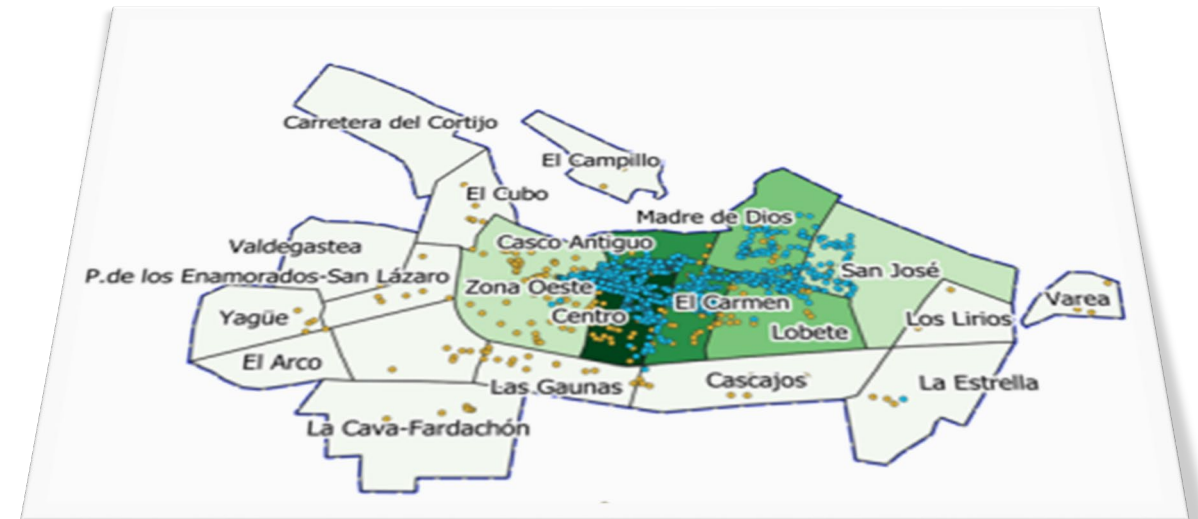 Carretera del Cortijo
El Campillo
El Cubo
Madre de Dios
Casco Antiguo
Valdegastea
San José
P.de los Enamorados-San Lázaro
Zona Oeste
El Carmen
Varea
Yagüe
Centro
Los Lirios
Lobete
El Arco
Las Gaunas
Cascajos
La Estrella
La Cava-Fardachón